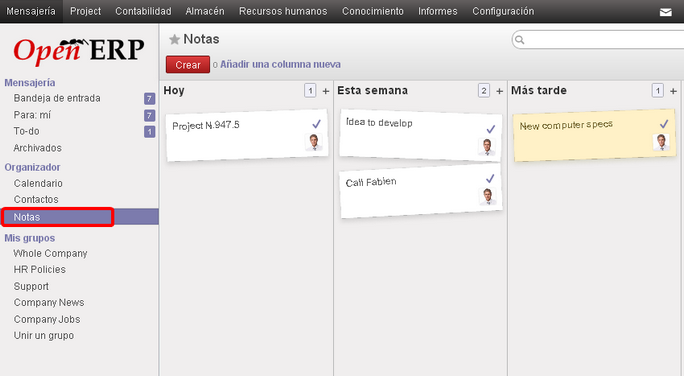 Mensajería Project Contabilidad Almacén Recursos humanos Conocimiento Informes Configuración
Open ERP
Mensajería
Bandeja de entrada 7
Para: mí 7
To-do 1
Archivados
Organizador
Calendario
Contactos
Notas
Mis grupos
Whole Company
HR Policies
Support
Company News
Company Jobs
Unir un grupo
Notas
Crear o Añadir una columna nueva
Hoy 1 +
Project N.947.5
Esta semana 2 +
Idea to develop
Call Fabien
Más tarde 1 +
New computer specs